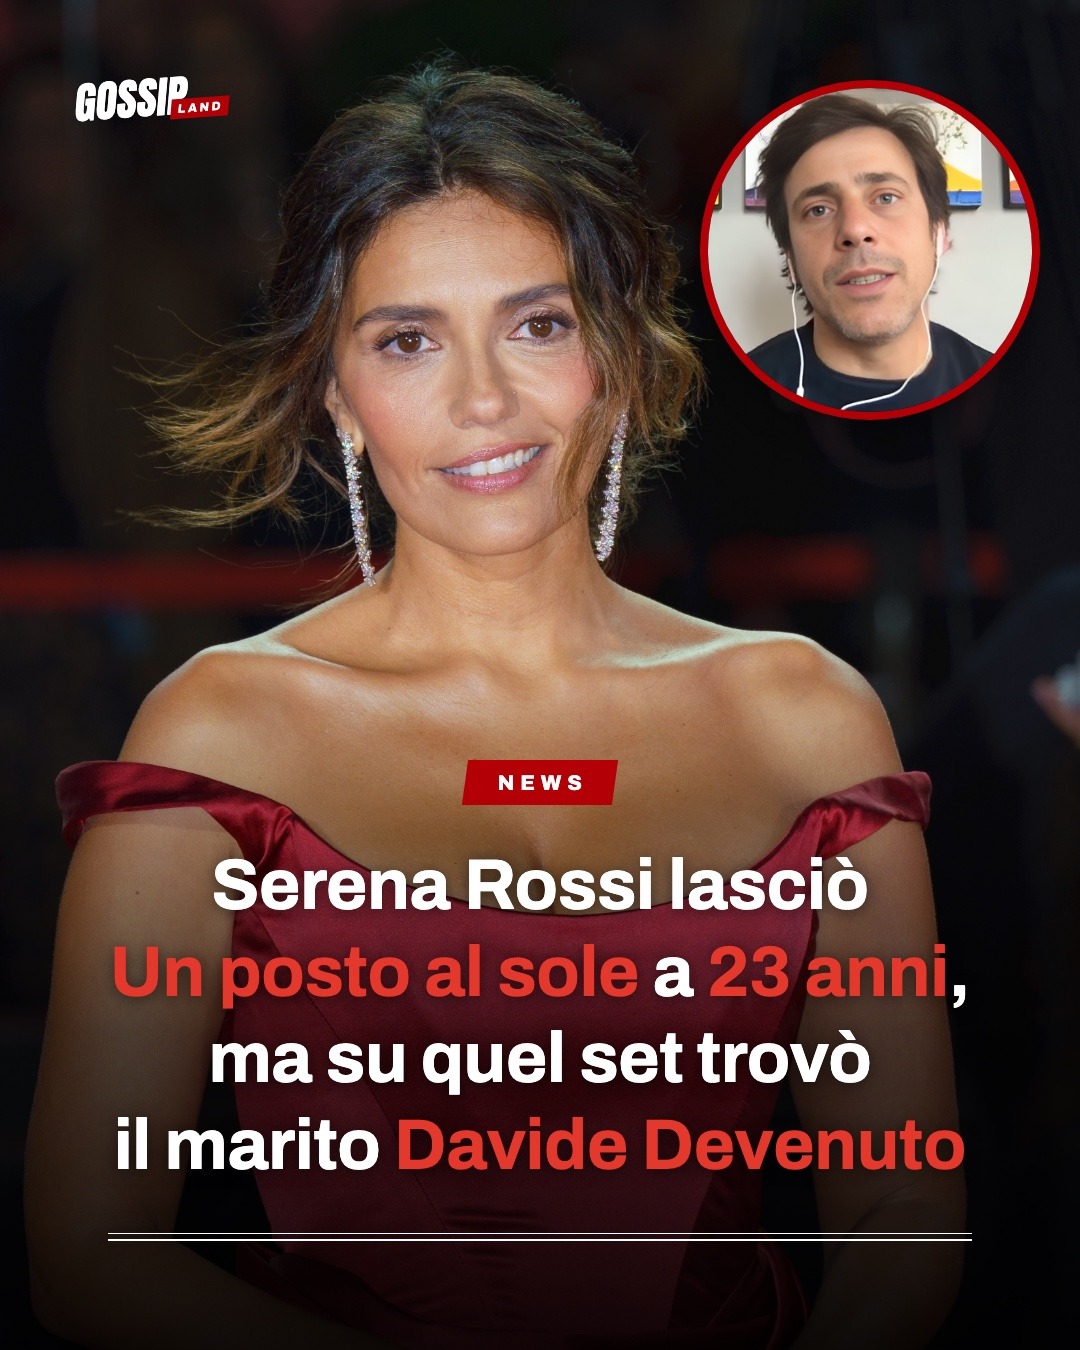 GOSSIP
LAND
NEWS
Serena Rossi lasciò
Un posto al sole a 23 anni,
ma su quel set trovò
il marito Davide Devenuto